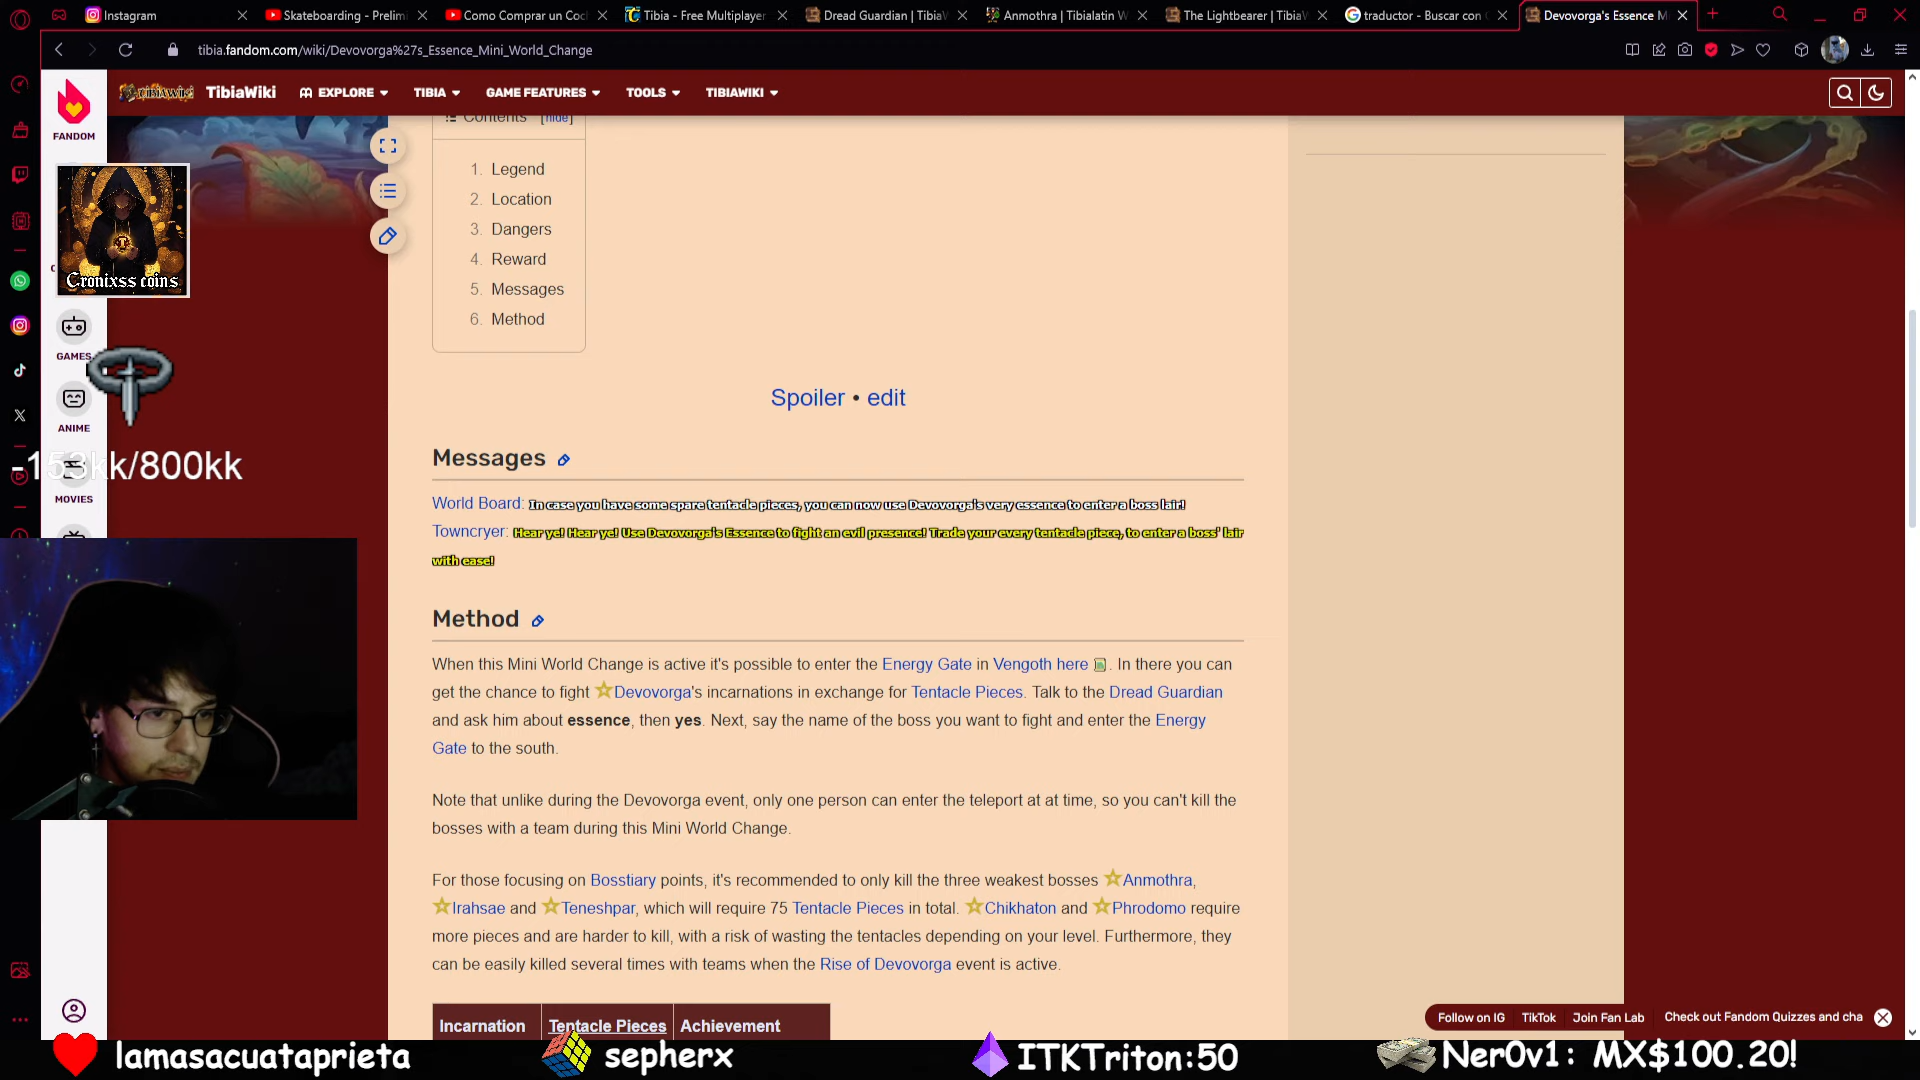 Instagram
Skateboarding - Prelimi
Como Comprar un Coch
Tibia - Free Multiplayer
Dread Guardian | TibiaW
Anmothra | Tibialatin W
The Lightbearer | TibiaW
traductor - Buscar con G
Devovorga's Essence M
tibia.fandom.com/wiki/Devovorga%27s_Essence_Mini_World_Change
FANDOM
TibiaWiki
TibiaWiki
EXPLORE
TIBIA
GAME FEATURES
TOOLS
TIBIAWIKI
Contents [hide]
1. Legend
2. Location
3. Dangers
4. Reward
5. Messages
6. Method
Cronixss coins
GAMES
ANIME
MOVIES
/800kk
Spoiler • edit
Messages
World Board: In case you have some spare tentacle pieces, you can now use Devovorga's very essence to enter a boss lair!
Towncryer: Hear ye! Hear ye! Use Devovorga's Essence to fight an evil presence! Trade your every tentacle piece, to enter a boss' lair
with ease!
Method
When this Mini World Change is active it's possible to enter the Energy Gate in Vengoth here . In there you can
get the chance to fight Devovorga's incarnations in exchange for Tentacle Pieces. Talk to the Dread Guardian
and ask him about essence, then yes. Next, say the name of the boss you want to fight and enter the Energy
Gate to the south.
Note that unlike during the Devovorga event, only one person can enter the teleport at at time, so you can't kill the
bosses with a team during this Mini World Change.
For those focusing on Bosstiary points, it's recommended to only kill the three weakest bosses Anmothra,
Irahsae and Teneshpar, which will require 75 Tentacle Pieces in total. Chikhaton and Phrodomo require
more pieces and are harder to kill, with a risk of wasting the tentacles depending on your level. Furthermore, they
can be easily killed several times with teams when the Rise of Devovorga event is active.
Incarnation Tentacle Pieces Achievement
Follow on IG TikTok Join Fan Lab Check out Fandom Quizzes and cha
lamasacuataprieta
sepherx
ITKTriton:50
Ner0v1: MX$100.20!